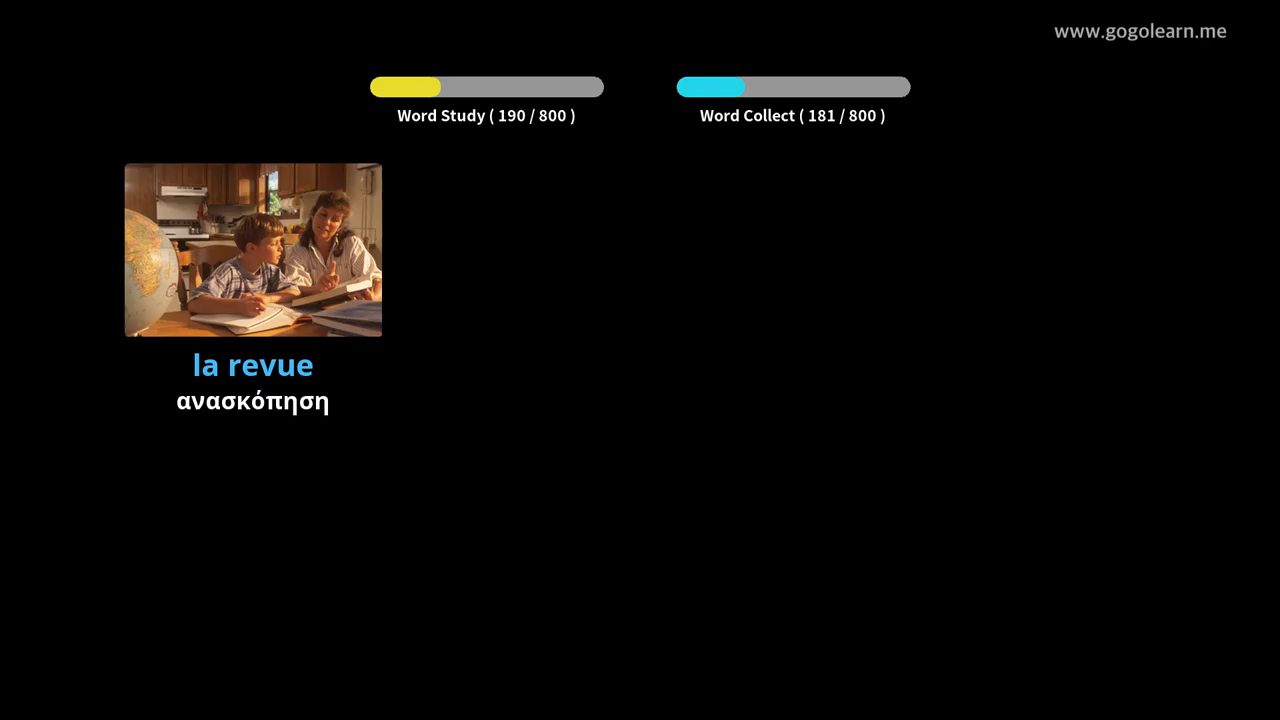 www.gogolearn.me
Word Study ( 190 / 800 )
Word Collect ( 181 / 800 )
la revue
ανασκόπηση